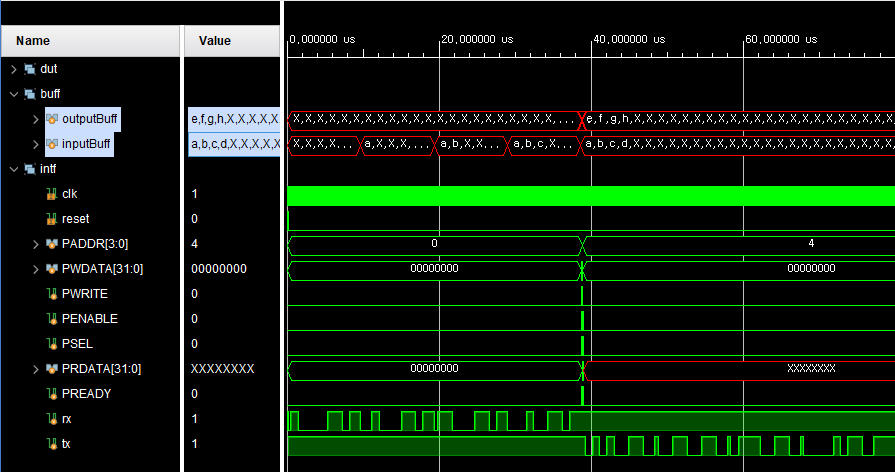 Name Value 0,000000 us 20,000000 us 40,000000 us 60,000000 us
dut
buff
outputBuff e,f,g,h,X,X,X,X,X X,X,X,X,X,X,X,X,X,X,X,X,X,X,X,X,X,X,X,X,X,X,... e,f,g,h,X,X,X,X,X,X,X,X,X,X,X,X,X,X,X,X,X,X,X
inputBuff a,b,c,d,X,X,X,X,X X,X,X,X... a,X,X,X... a,b,X,X... a,b,c,X... a,b,c,d,X,X,X,X,X,X,X,X,X,X,X,X,X,X,X,X,X,X,X
intf
clk 1
reset 0
PADDR[3:0] 4 0 4
PWDATA[31:0] 00000000 00000000 00000000
PWRITE 0
PENABLE 0
PSEL 0
PRDATA[31:0] XXXXXXXX 00000000 XXXXXXXX
PREADY 0
rx 1
tx 1